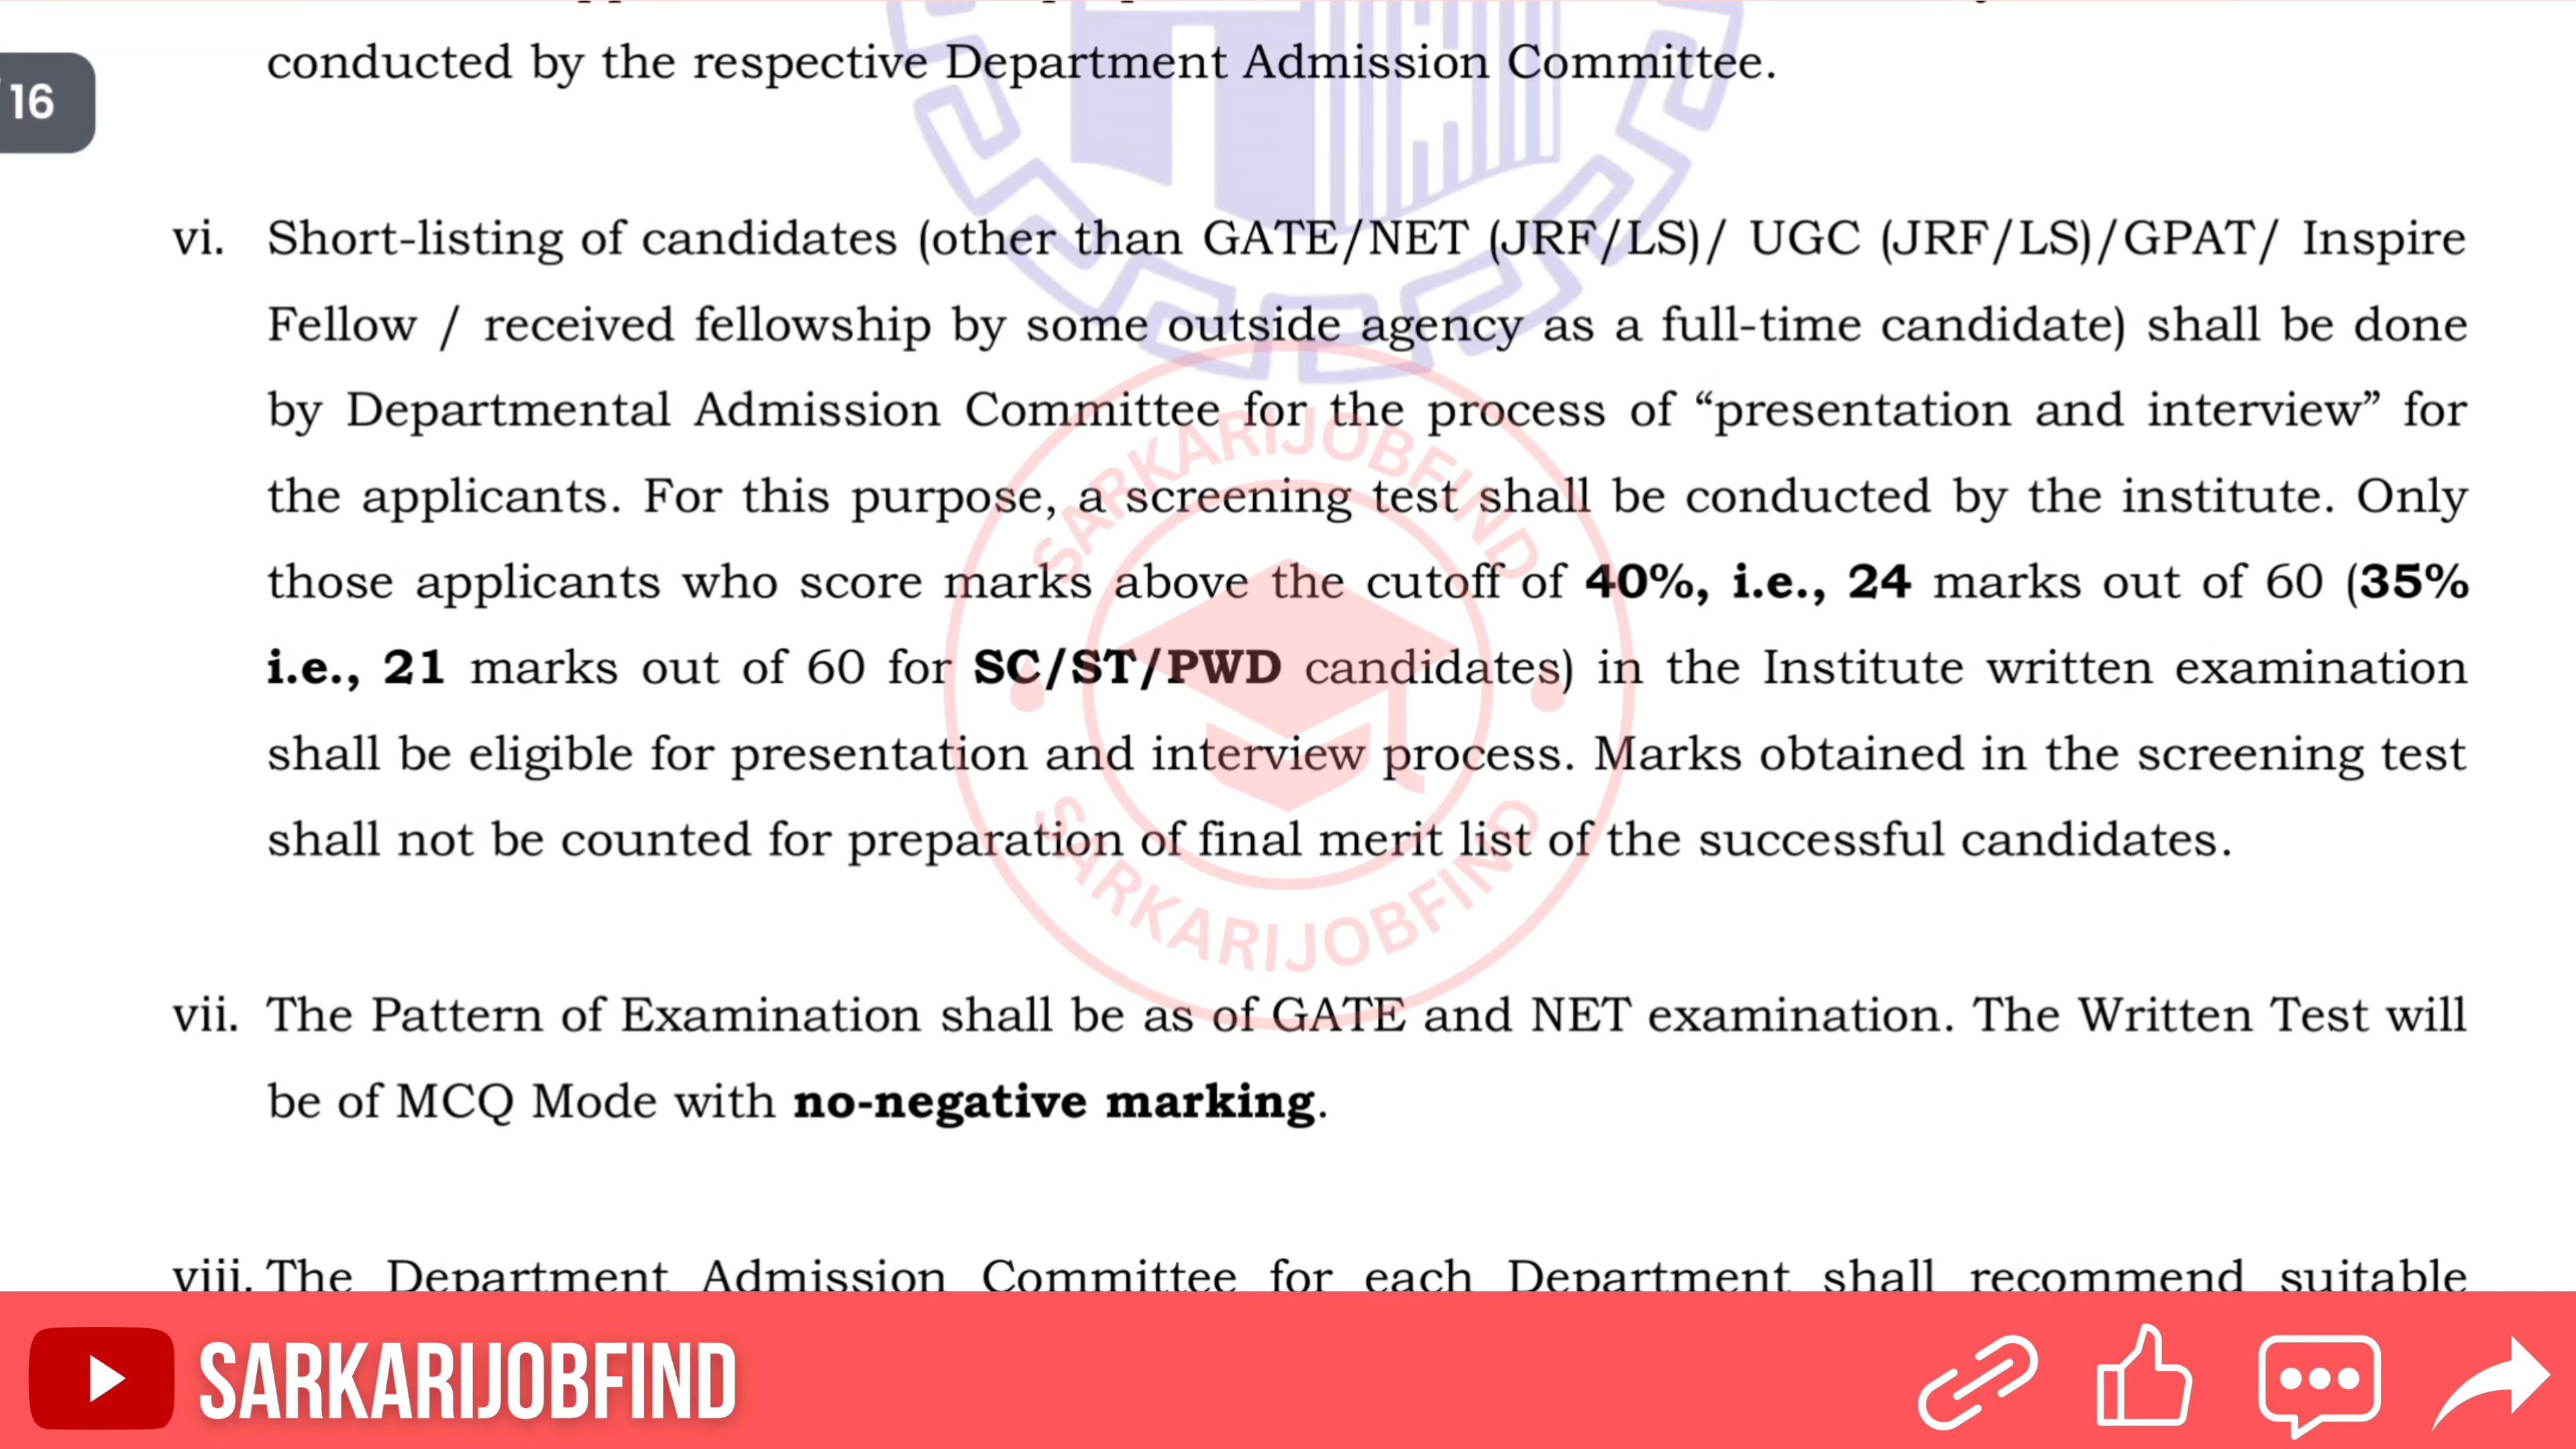 conducted by the respective Department Admission Committee.
16
vi. Short-listing of candidates (other than GATE/NET (JRF/LS)/ UGC (JRF/LS)/GPAT/ Inspire
Fellow / received fellowship by some outside agency as a full-time candidate) shall be done
by Departmental Admission Committee for the process of “presentation and interview” for
the applicants. For this purpose, a screening test shall be conducted by the institute. Only
those applicants who score marks above the cutoff of 40%, i.e., 24 marks out of 60 (35%
i.e., 21 marks out of 60 for SC/ST/PWD candidates) in the Institute written examination
shall be eligible for presentation and interview process. Marks obtained in the screening test
shall not be counted for preparation of final merit list of the successful candidates.
SARKARIJOBFIND
SARKARIJOBFIND
vii. The Pattern of Examination shall be as of GATE and NET examination. The Written Test will
be of MCQ Mode with no-negative marking.
viii. The Department Admission Committee for each Department shall recommend suitable
SARKARIJOBFIND